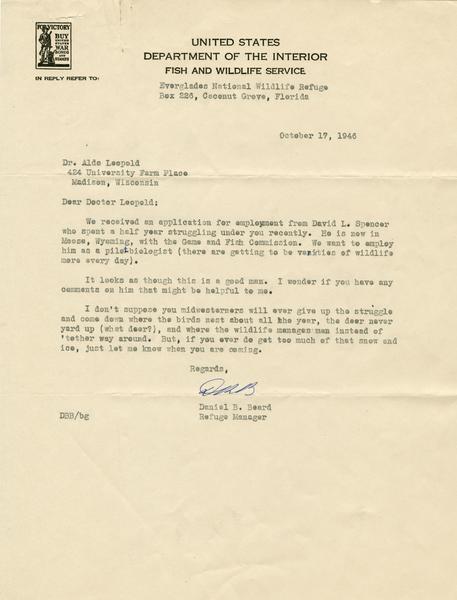 FOR VICTORY
BUY
UNITED
STATES
WAR
BONDS
AND
STAMPS
IN REPLY REFER TO:
UNITED STATES
DEPARTMENT OF THE INTERIOR
FISH AND WILDLIFE SERVICE
Everglades National Wildlife Refuge
Box 226, Coconut Grove, Florida
October 17, 1946
Dr. Aldo Leopold
424 University Farm Place
Madison, Wisconsin
Dear Doctor Leopold:
We received an application for employment from David L. Spencer
who spent a half year struggling under you recently. He is now in
Moose, Wyoming, with the Game and Fish Commission. We want to employ
him as a pilot biologist (there are getting to be varities of wildlife
more every day).
It looks as though this is a good man. I wonder if you have any
comments on him that might be helpful to me.
I don't suppose you midwesterners will ever give up the struggle
and come down where the birds nest about all the year, the deer never
yard up (what deer?), and where the wildlife manages man instead of
'tother way around. But, if you ever do get too much of that snow and
ice, just let me know when you are coming.
Regards,
DBB
Daniel B. Beard
Refuge Manager
DBB/bg